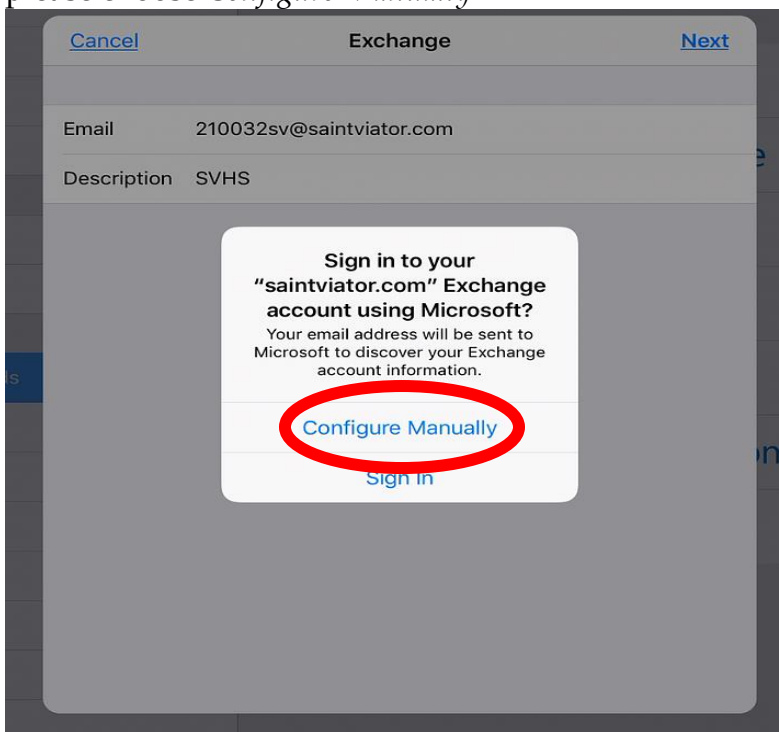 Cancel Exchange Next
Email 210032sv@saintviator.com
Description SVHS
Sign in to your
“saintviator.com” Exchange
account using Microsoft?
Your email address will be sent to
Microsoft to discover your Exchange
account information.
Configure Manually
Sign In